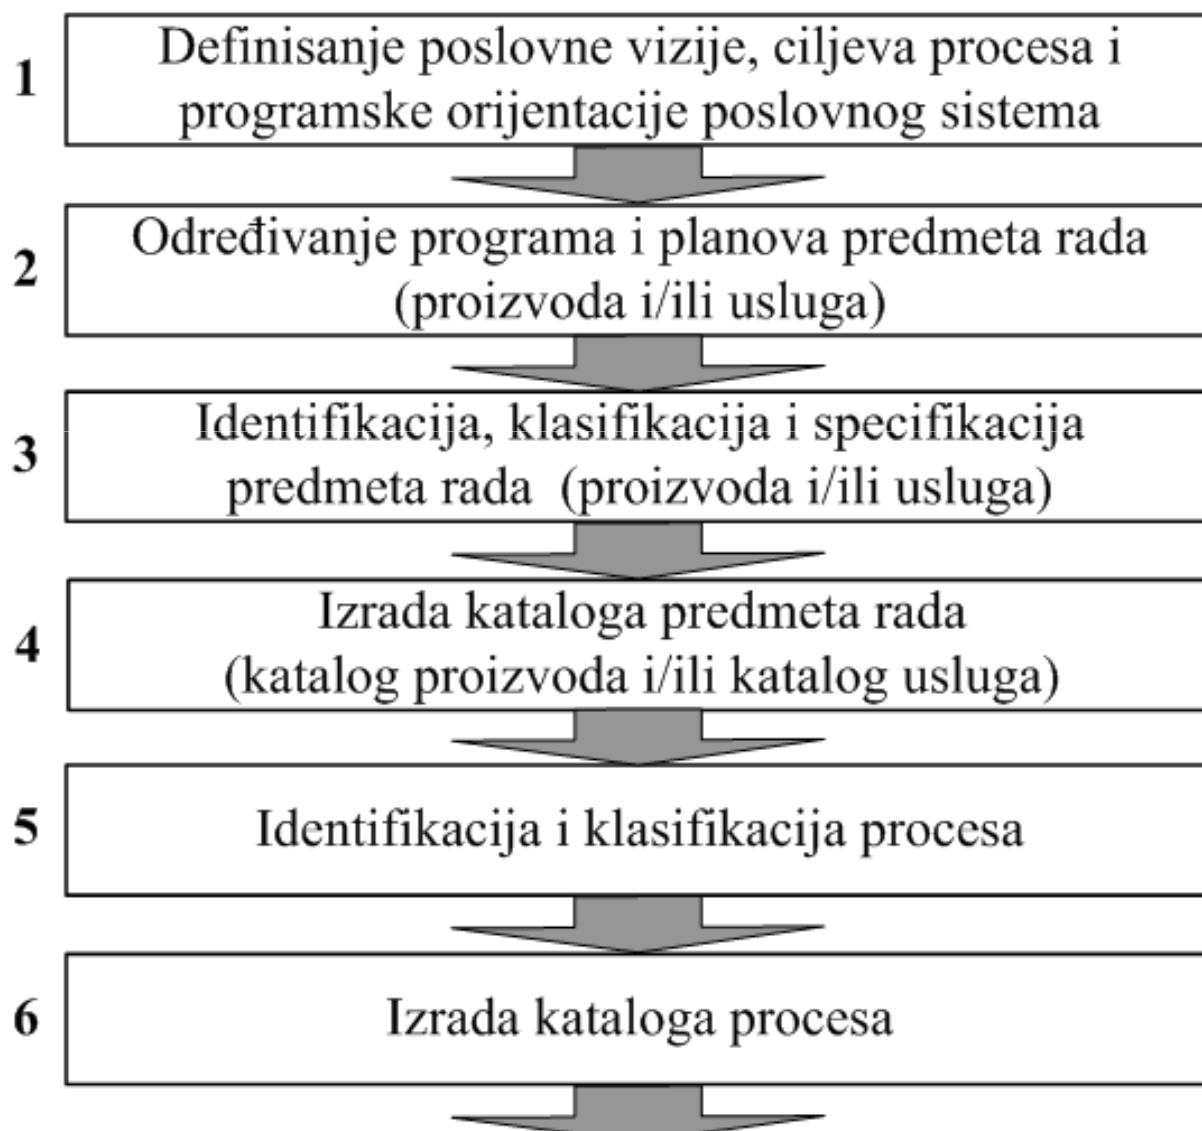 1
Definisanje poslovne vizije, ciljeva procesa i
programske orijentacije poslovnog sistema
2
Određivanje programa i planova predmeta rada
(proizvoda i/ili usluga)
3
Identifikacija, klasifikacija i specifikacija
predmeta rada  (proizvoda i/ili usluga)
4
Izrada kataloga predmeta rada
(katalog proizvoda i/ili katalog usluga)
5
Identifikacija i klasifikacija procesa
6
Izrada kataloga procesa